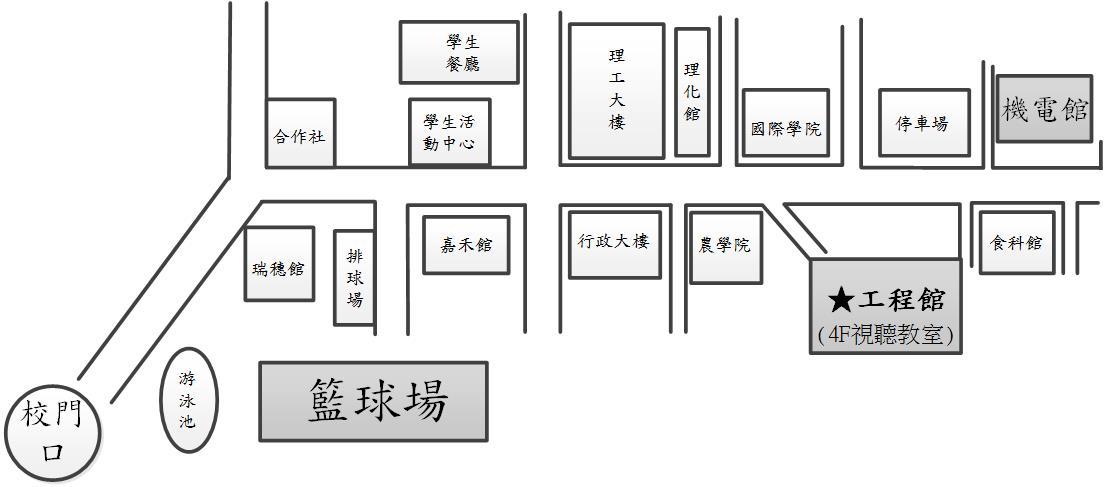 學生
餐廳
理
工
大
樓
理
化
館
合作社
學生活
動中心
國際學院
停車場
機電館
瑞穗館
排
球
場
嘉禾館
行政大樓
農學院
食科館
★工程館
(4F視聽教室)
游
泳
池
籃球場
校門
口